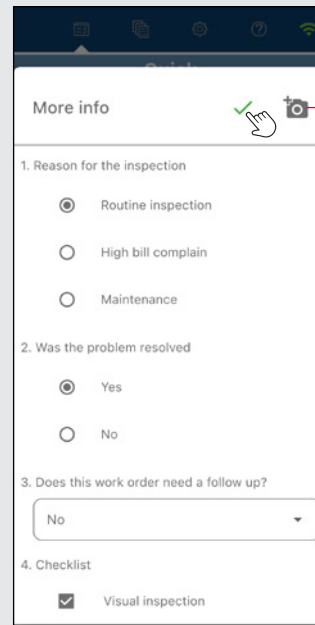 More info
1. Reason for the inspection
Routine inspection
High bill complain
Maintenance
2. Was the problem resolved
Yes
No
3. Does this work order need a follow up?
No
4. Checklist
Visual inspection